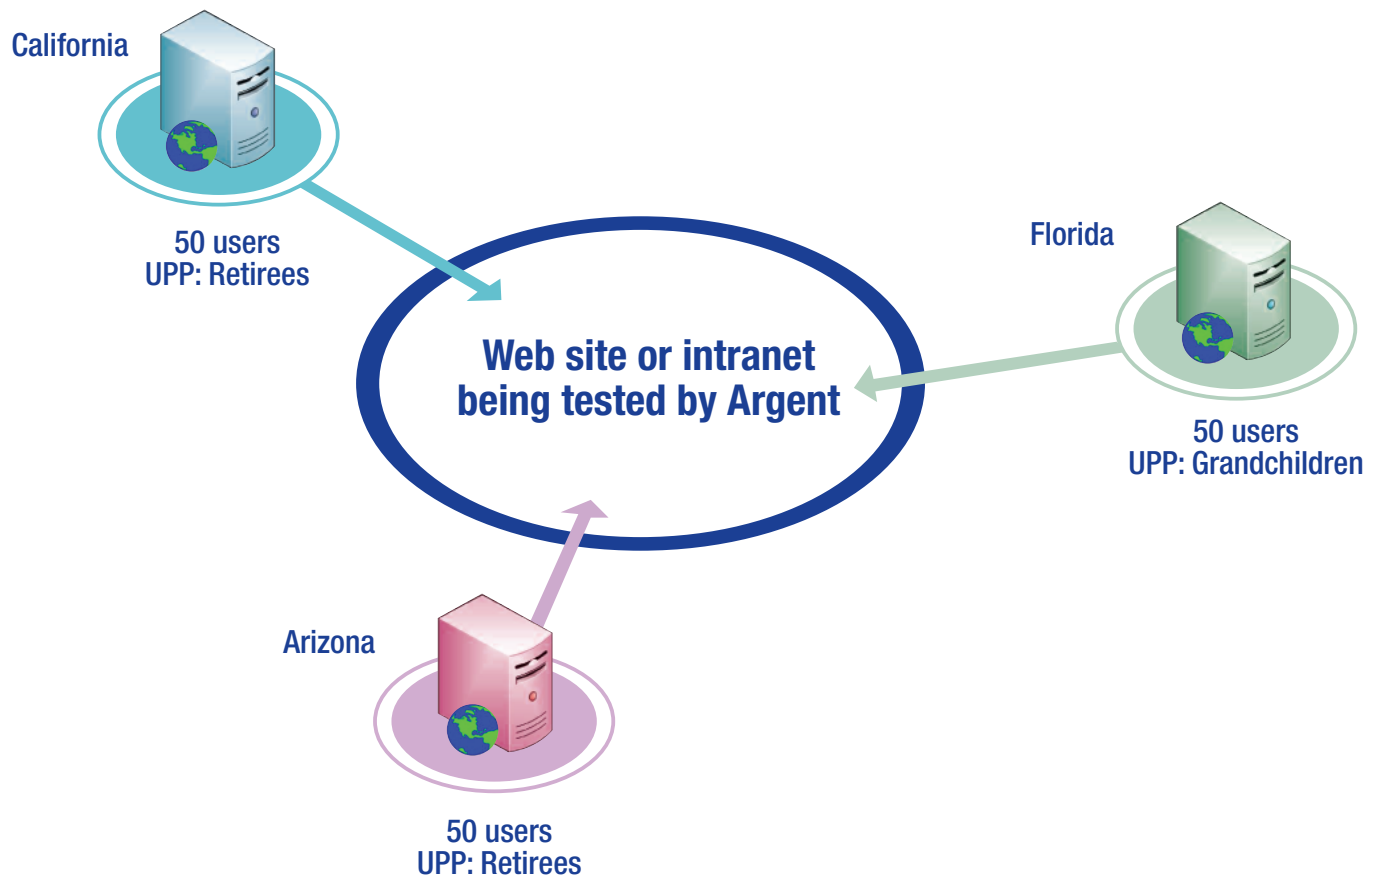 California
50 users
UPP: Retirees
Florida
50 users
UPP: Grandchildren
Web site or intranet
being tested by Argent
Arizona
50 users
UPP: Retirees